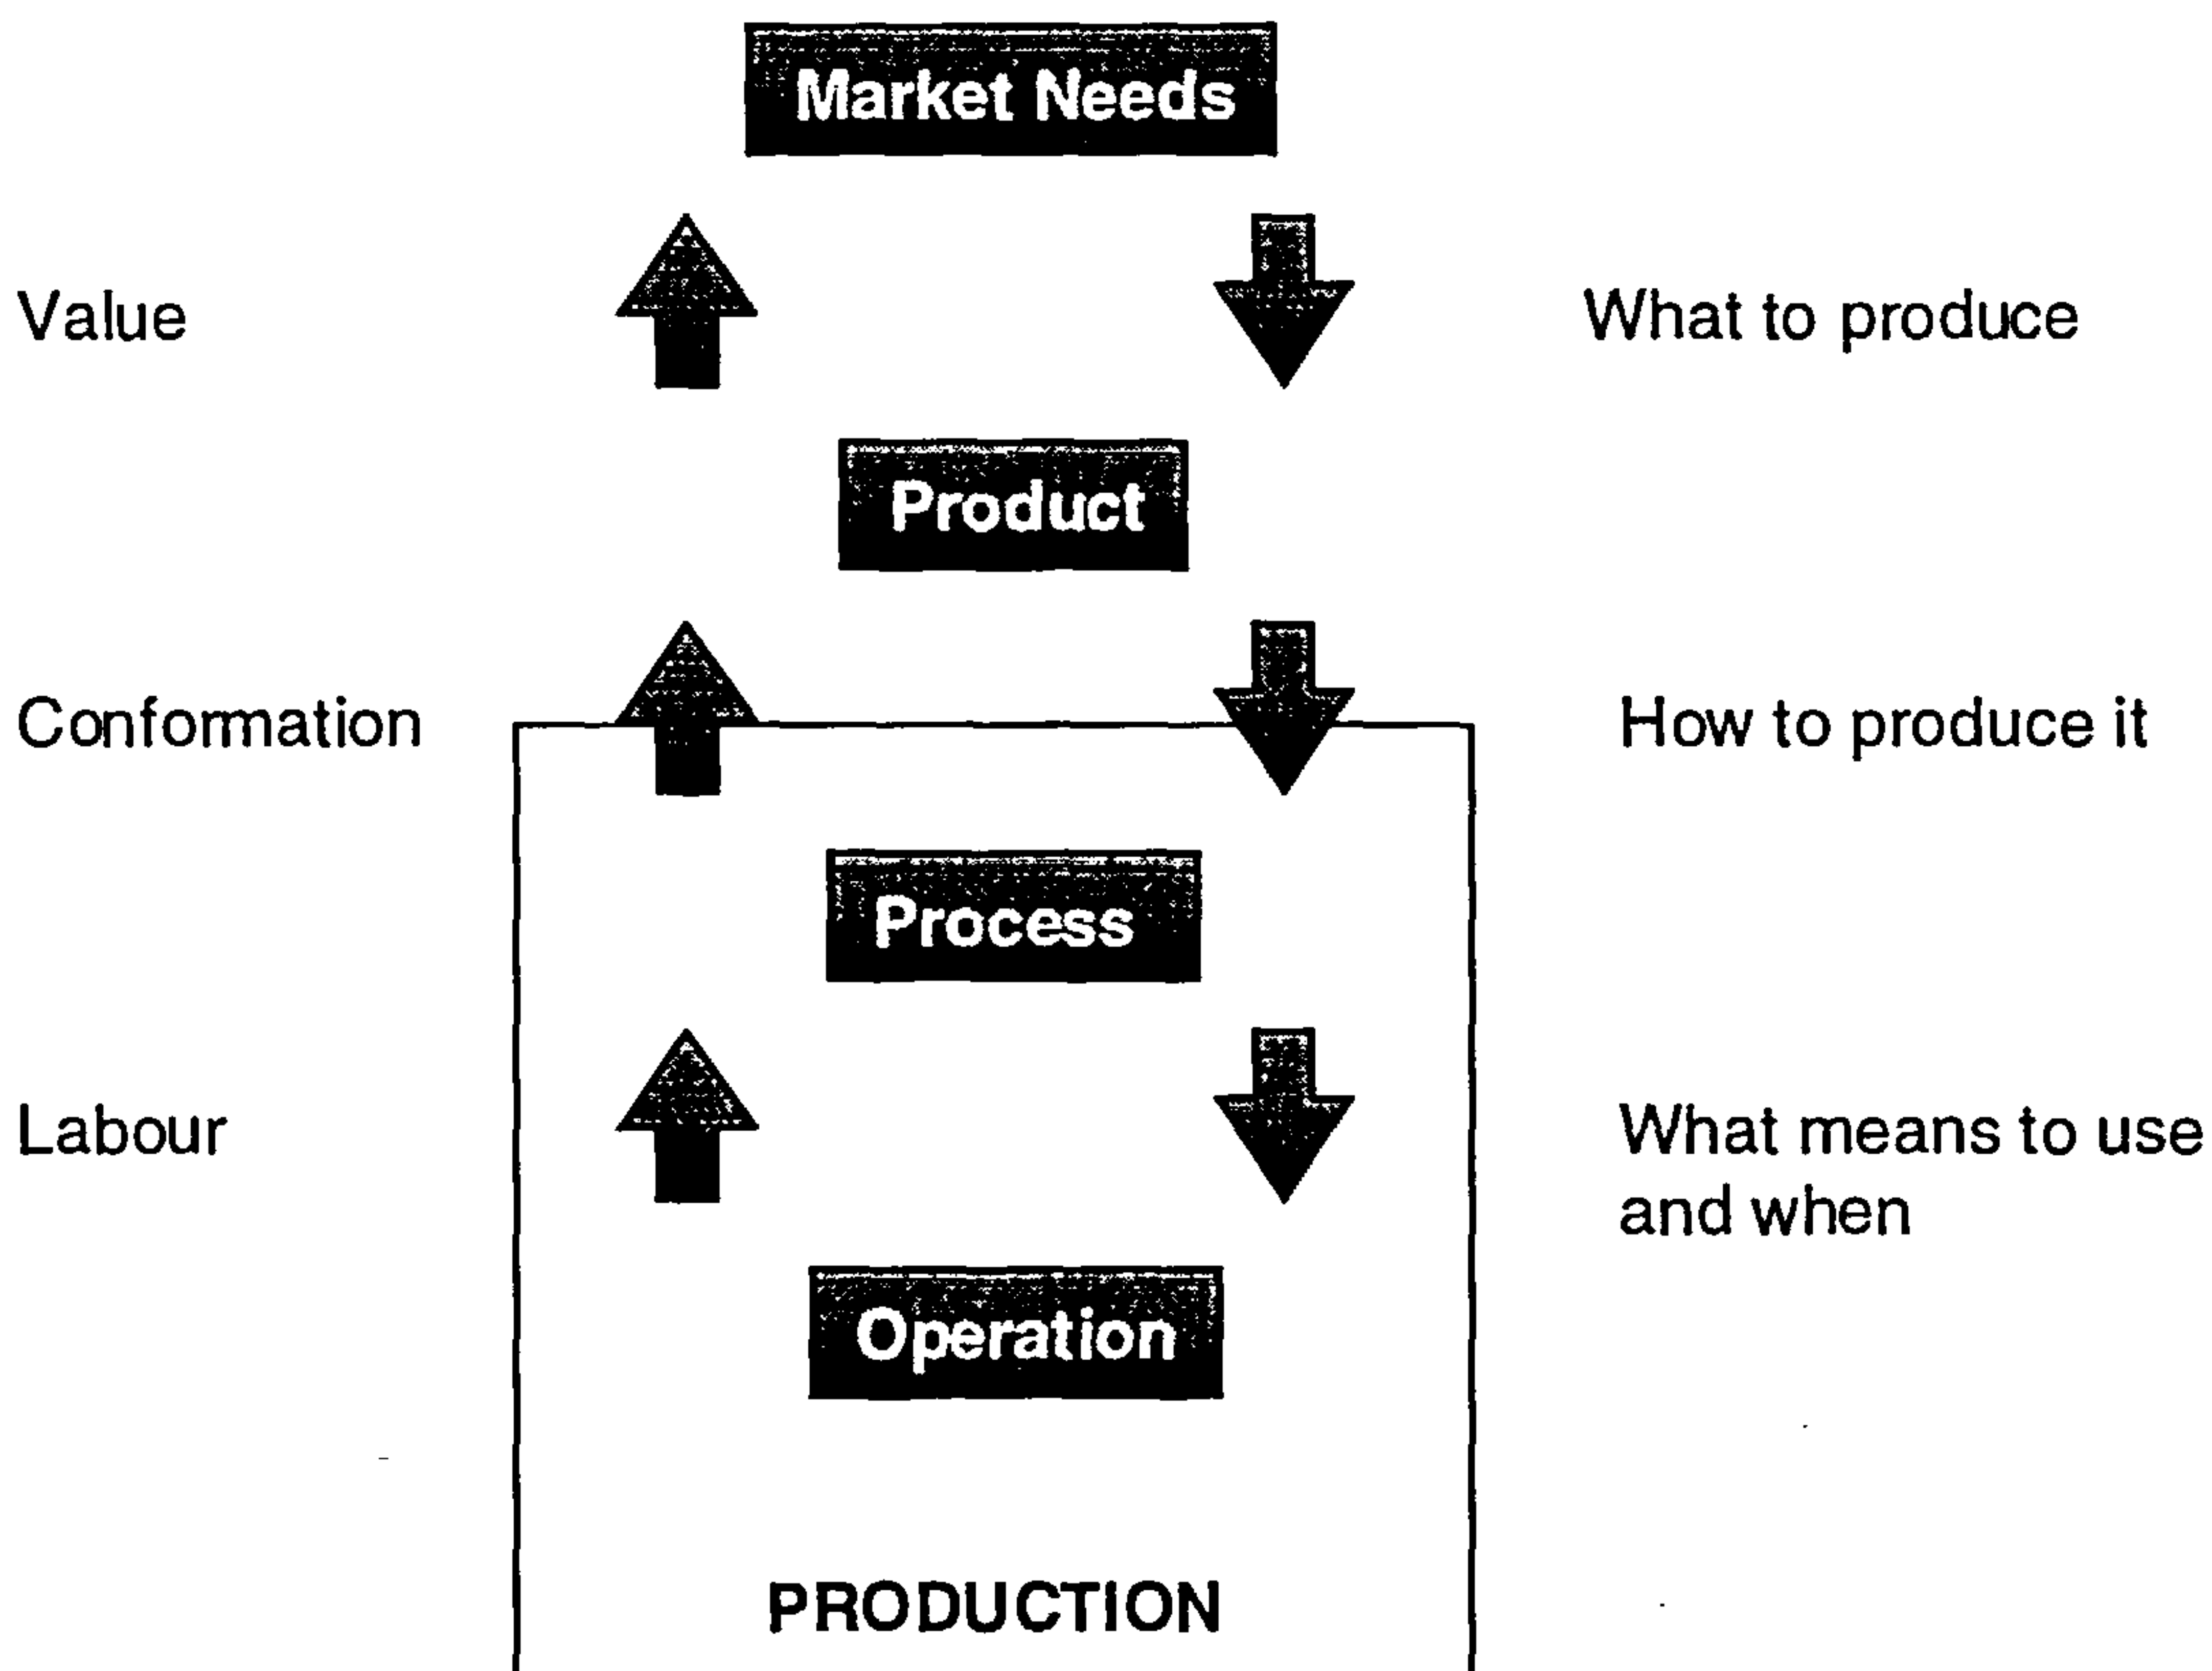 Market Needs
Value
What to produce
Product
Conformation
How to produce it
Process
Labour
What means to use
and when
Operation
PRODUCTION